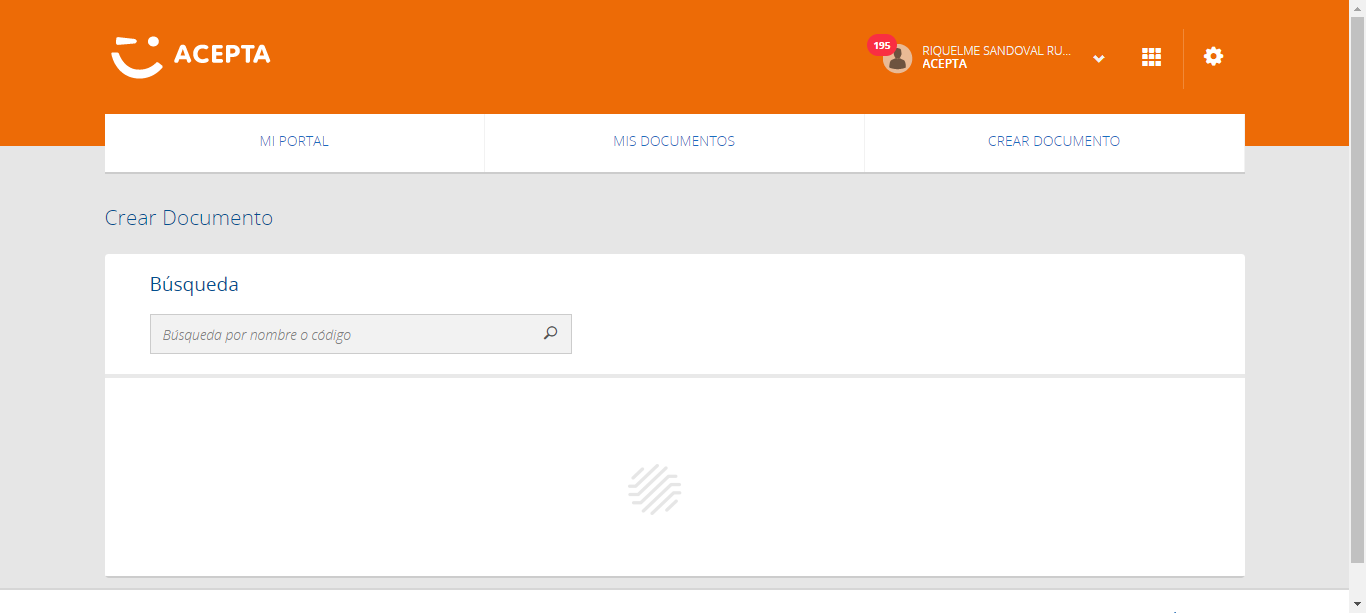 ACEPTA
195
RIQUELME SANDOVAL RU...
ACEPTA
MI PORTAL
MIS DOCUMENTOS
CREAR DOCUMENTO
Crear Documento
Búsqueda
Búsqueda por nombre o código